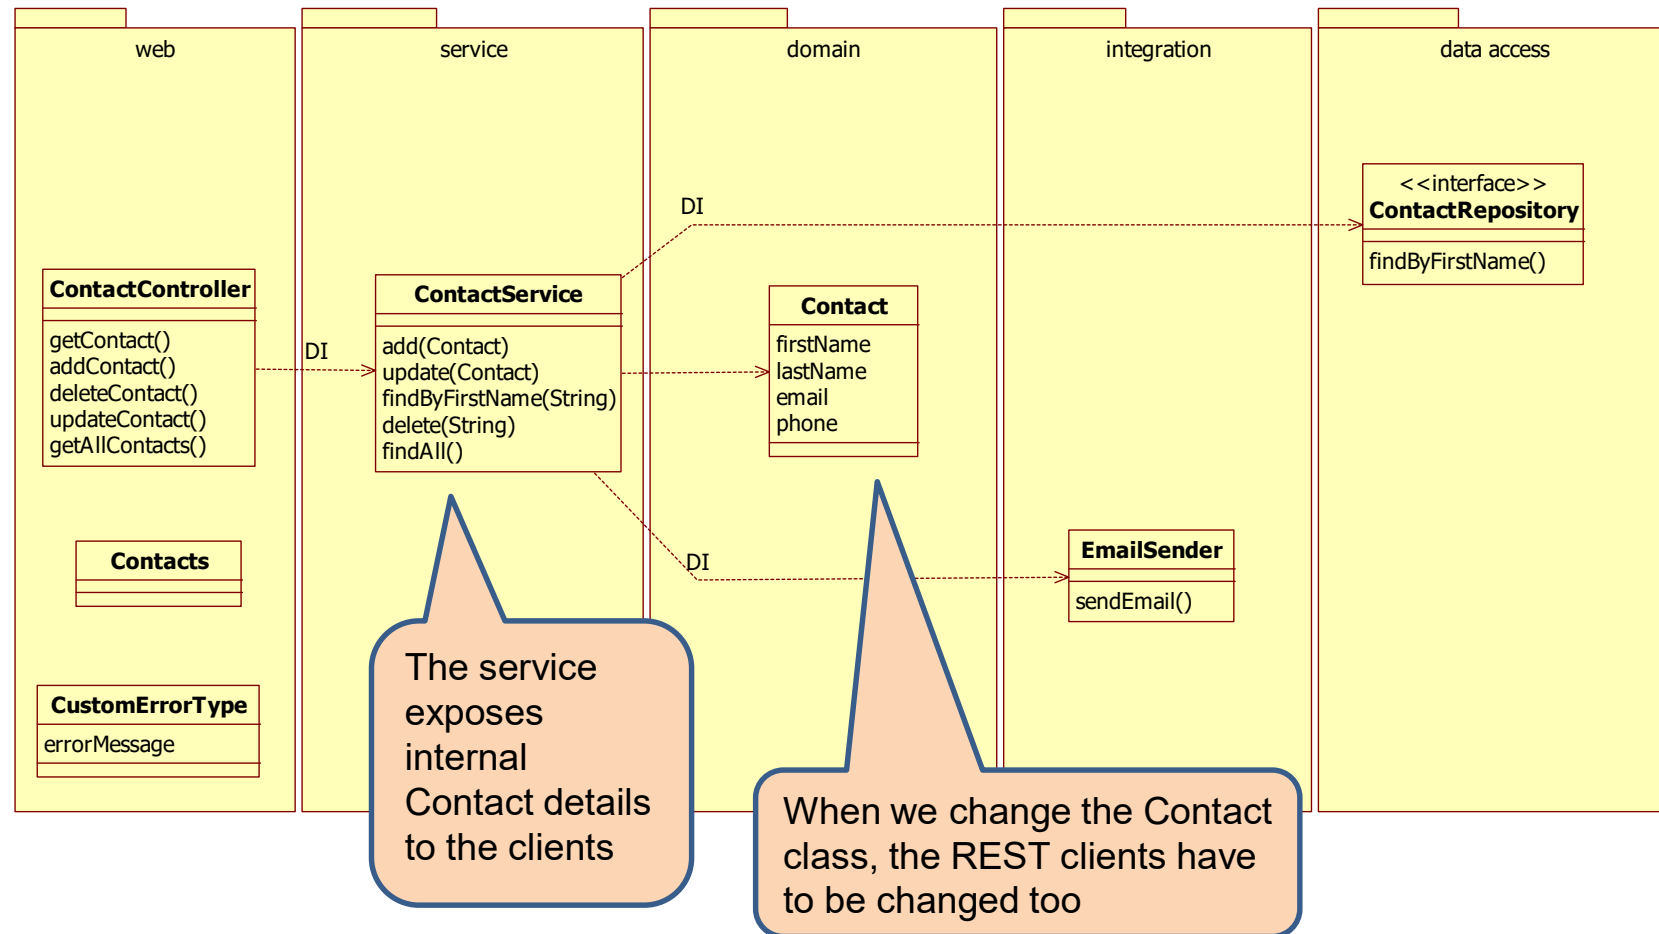 web
service
domain
integration
data access
ContactController
getContact()
addContact()
deleteContact()
updateContact()
getAllContacts()
Contacts
CustomErrorType
errorMessage
DI
ContactService
add(Contact)
update(Contact)
findByFirstName(String)
delete(String)
findAll()
DI
DI
Contact
firstName
lastName
email
phone
EmailSender
sendEmail()
<<interface>>
ContactRepository
findByFirstName()
The service
exposes
internal
Contact details
to the clients
When we change the Contact
class, the REST clients have
to be changed too